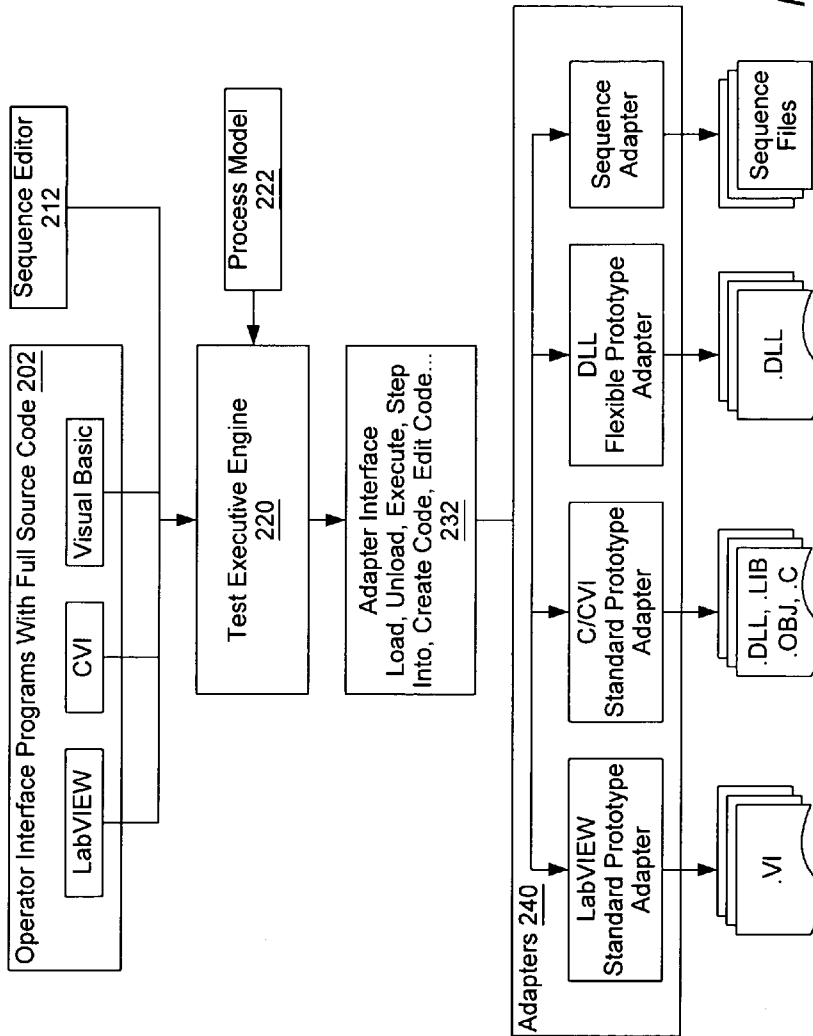 Operator Interface Programs With Full Source Code 202
LabVIEW
CVI
Visual Basic
Sequence Editor
212
Test Executive Engine
220
Process Model
222
Adapter Interface
Load, Unload, Execute, Step
Into, Create Code, Edit Code...
232
Adapters 240
LabVIEW
Standard Prototype
Adapter
C/CVI
Standard Prototype
Adapter
DLL
Flexible Prototype
Adapter
Sequence
Adapter
.VI
.DLL, .LIB
.OBJ, .C
.DLL
Sequence
Files